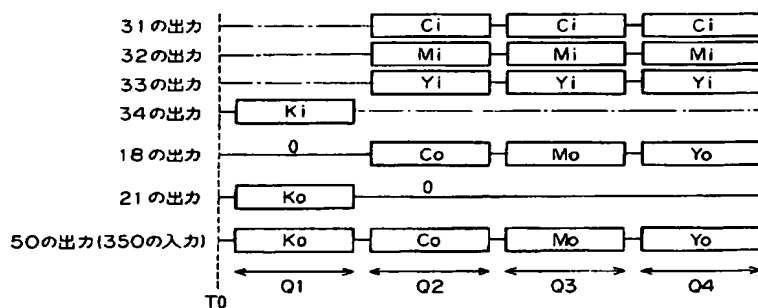 31の出力 Ci Ci Ci
32の出力 Mi Mi Mi
33の出力 Yi Yi Yi
34の出力 Ki
18の出力 0 Co Mo Yo
21の出力 Ko 0
50の出力(350の入力) Ko Co Mo Yo
T0 Q1 Q2 Q3 Q4